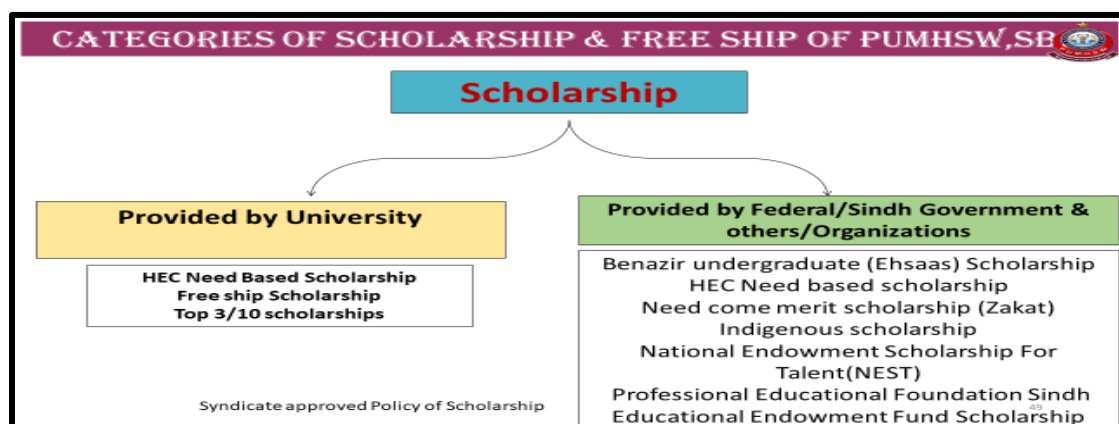 CATEGORIES OF SCHOLARSHIP & FREE SHIP OF PUMHSW,SB
Scholarship
Provided by University
HEC Need Based Scholarship
Free ship Scholarship
Top 3/10 scholarships
Syndicate approved Policy of Scholarship
Provided by Federal/Sindh Government &
others/Organizations
Benazir undergraduate (Ehsaas) Scholarship
HEC Need based scholarship
Need come merit scholarship (Zakat)
Indigenous scholarship
National Endowment Scholarship For
Talent(NEST)
Professional Educational Foundation Sindh
Educational Endowment Fund Scholarship
49